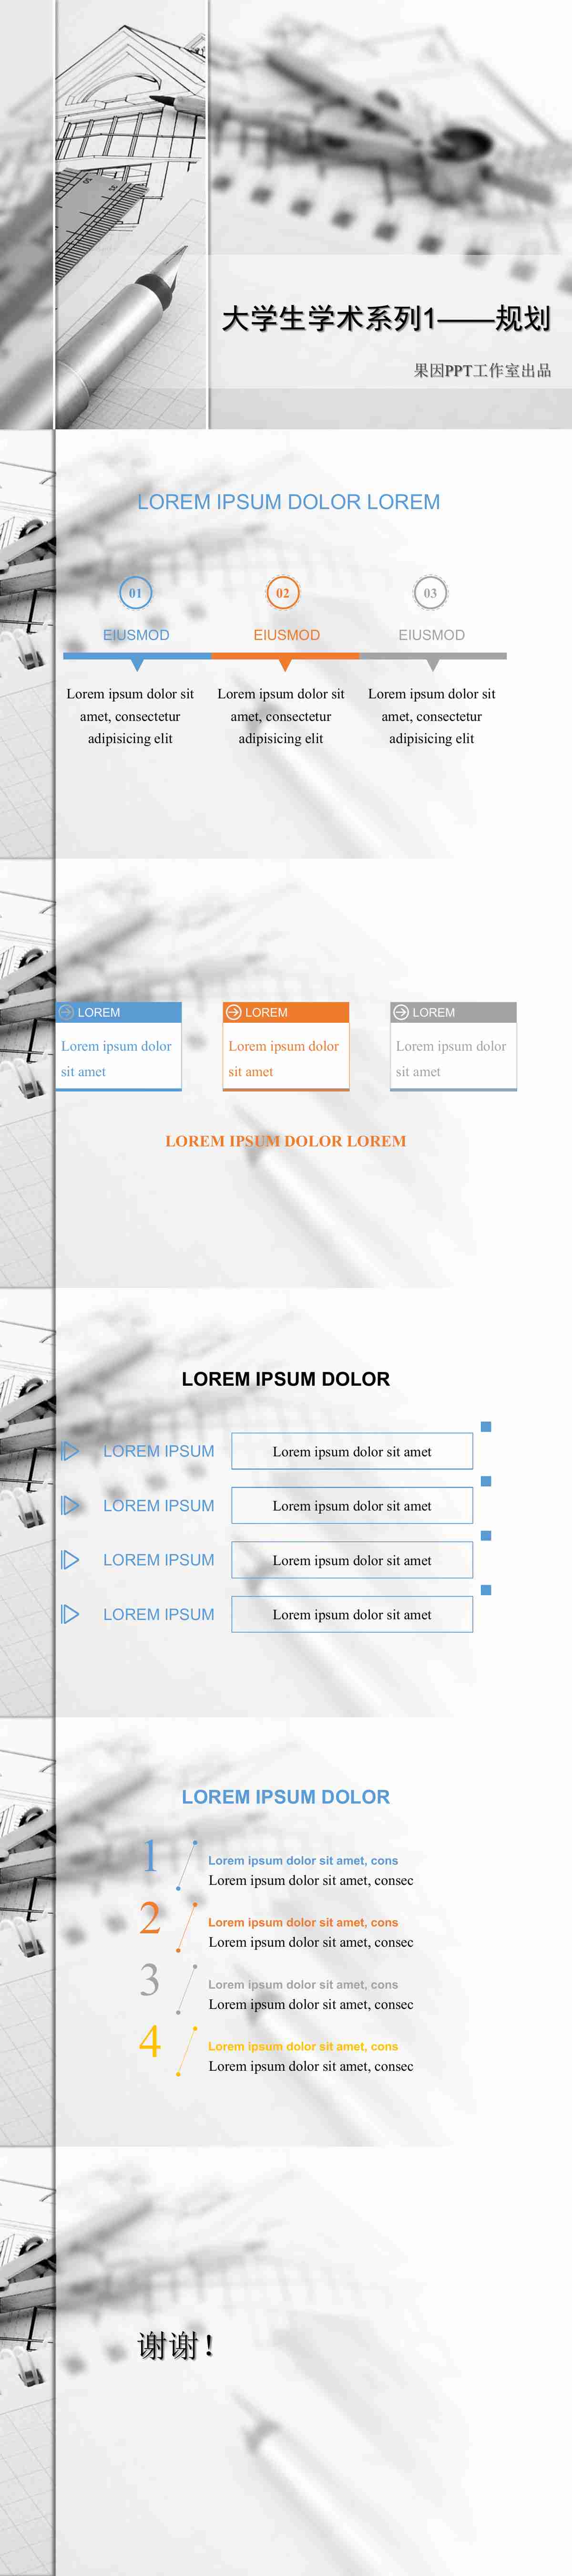 大学生学术系列1——规划
果因PPT工作室出品
LOREM IPSUM DOLOR LOREM
01 02 03
EIUSMOD EIUSMOD EIUSMOD
Lorem ipsum dolor sit Lorem ipsum dolor sit Lorem ipsum dolor sit
amet, consectetur amet, consectetur amet, consectetur
adipisicing elit adipisicing elit adipisicing elit
LOREM LOREM LOREM
Lorem ipsum dolor Lorem ipsum dolor Lorem ipsum dolor
sit amet sit amet sit amet
LOREM IPSUM DOLOR LOREM
LOREM IPSUM DOLOR
LOREM IPSUM Lorem ipsum dolor sit amet
LOREM IPSUM Lorem ipsum dolor sit amet
LOREM IPSUM Lorem ipsum dolor sit amet
LOREM IPSUM Lorem ipsum dolor sit amet
LOREM IPSUM DOLOR
1 Lorem ipsum dolor sit amet, cons
Lorem ipsum dolor sit amet, consec
2 Lorem ipsum dolor sit amet, cons
Lorem ipsum dolor sit amet, consec
3 Lorem ipsum dolor sit amet, cons
Lorem ipsum dolor sit amet, consec
4 Lorem ipsum dolor sit amet, cons
Lorem ipsum dolor sit amet, consec
谢谢！